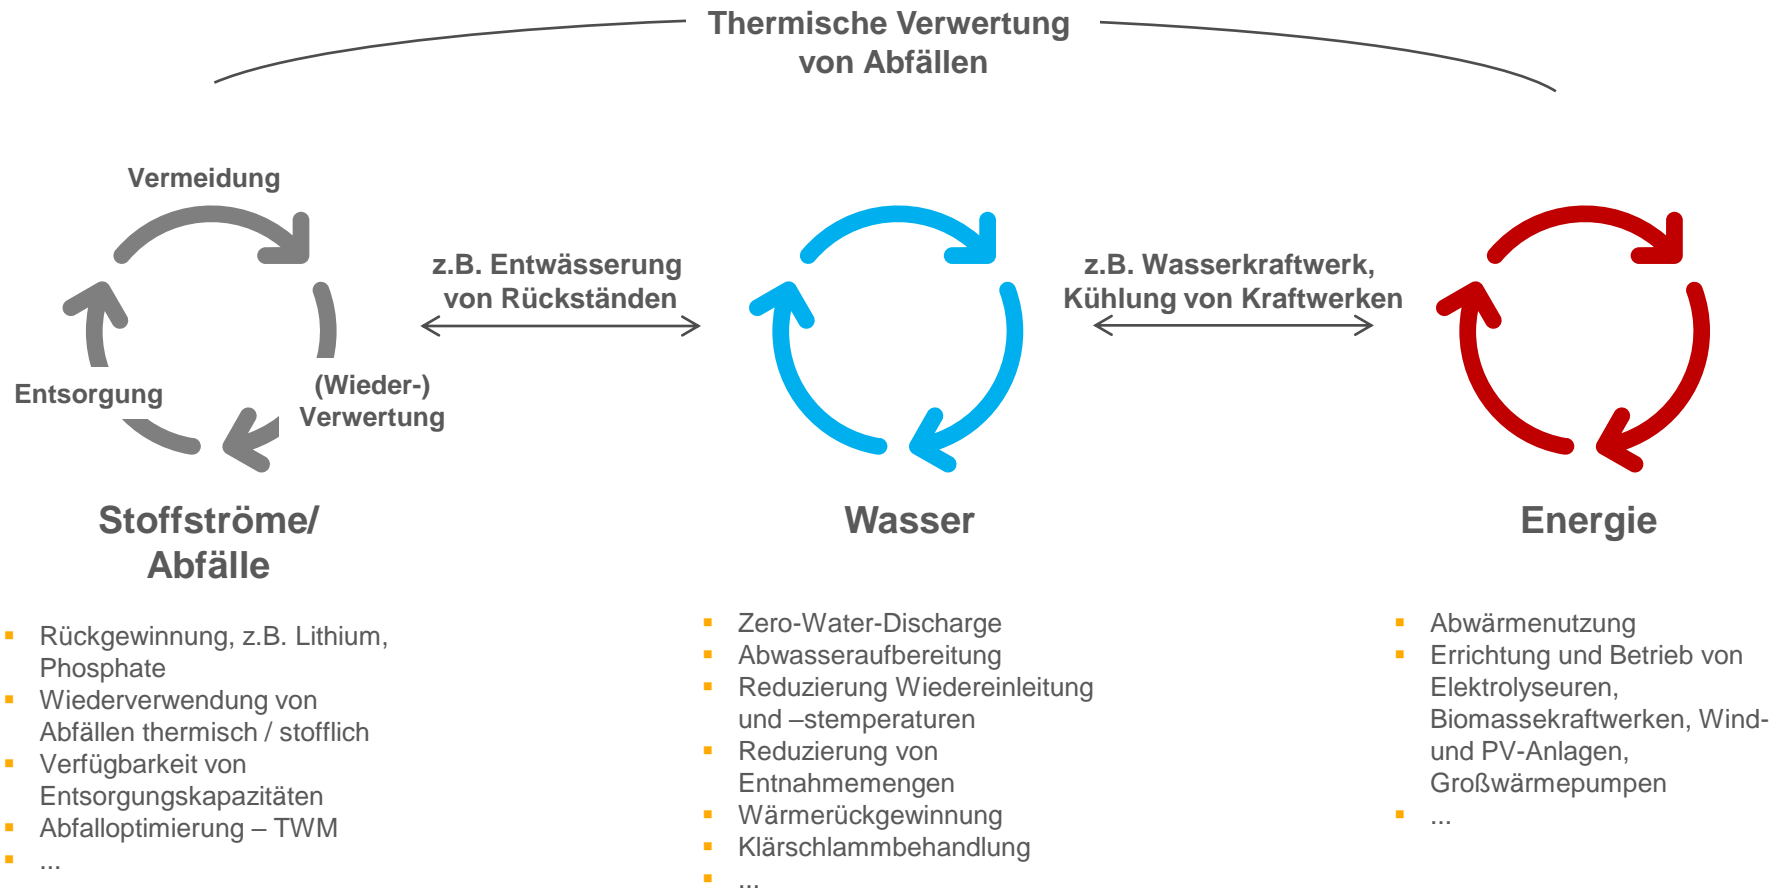 Thermische Verwertung
von Abfällen
Vermeidung
Entsorgung
(Wieder-)
Verwertung
z.B. Entwässerung
von Rückständen
z.B. Wasserkraftwerk,
Kühlung von Kraftwerken
Stoffströme/
Abfälle
▪ Rückgewinnung, z.B. Lithium,
Phosphate
▪ Wiederverwendung von
Abfällen thermisch / stofflich
▪ Verfügbarkeit von
Entsorgungskapazitäten
▪ Abfalloptimierung – TWM
▪ ...
Wasser
▪ Zero-Water-Discharge
▪ Abwasseraufbereitung
▪ Reduzierung Wiedereinleitung
und –stemperaturen
▪ Reduzierung von
Entnahmemengen
▪ Wärmerückgewinnung
▪ Klärschlammbehandlung
▪ ...
Energie
▪ Abwärmenutzung
▪ Errichtung und Betrieb von
Elektrolyseuren,
Biomassekraftwerken, Wind-
und PV-Anlagen,
Großwärmepumpen
▪ ...